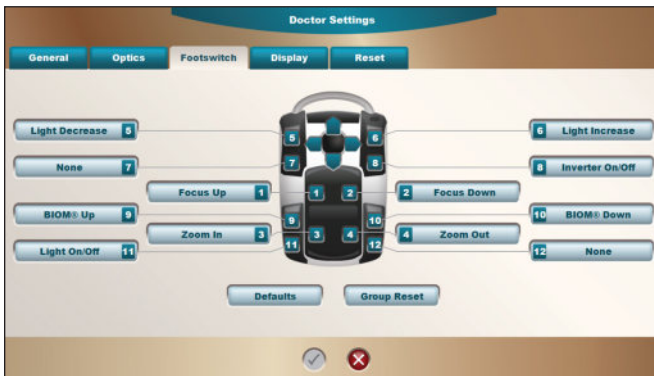 Doctor Settings
General Optics Footswitch Display Reset
Light Decrease 5 5 6 6 Light Increase
None 7 7 8 8 Inverter On/Off
Focus Up 1 1 2 2 Focus Down
BIOM® Up 9 9 10 10 BIOM® Down
Zoom In 3 3 4 4 Zoom Out
Light On/Off 11 11 12 12 None
Defaults Group Reset